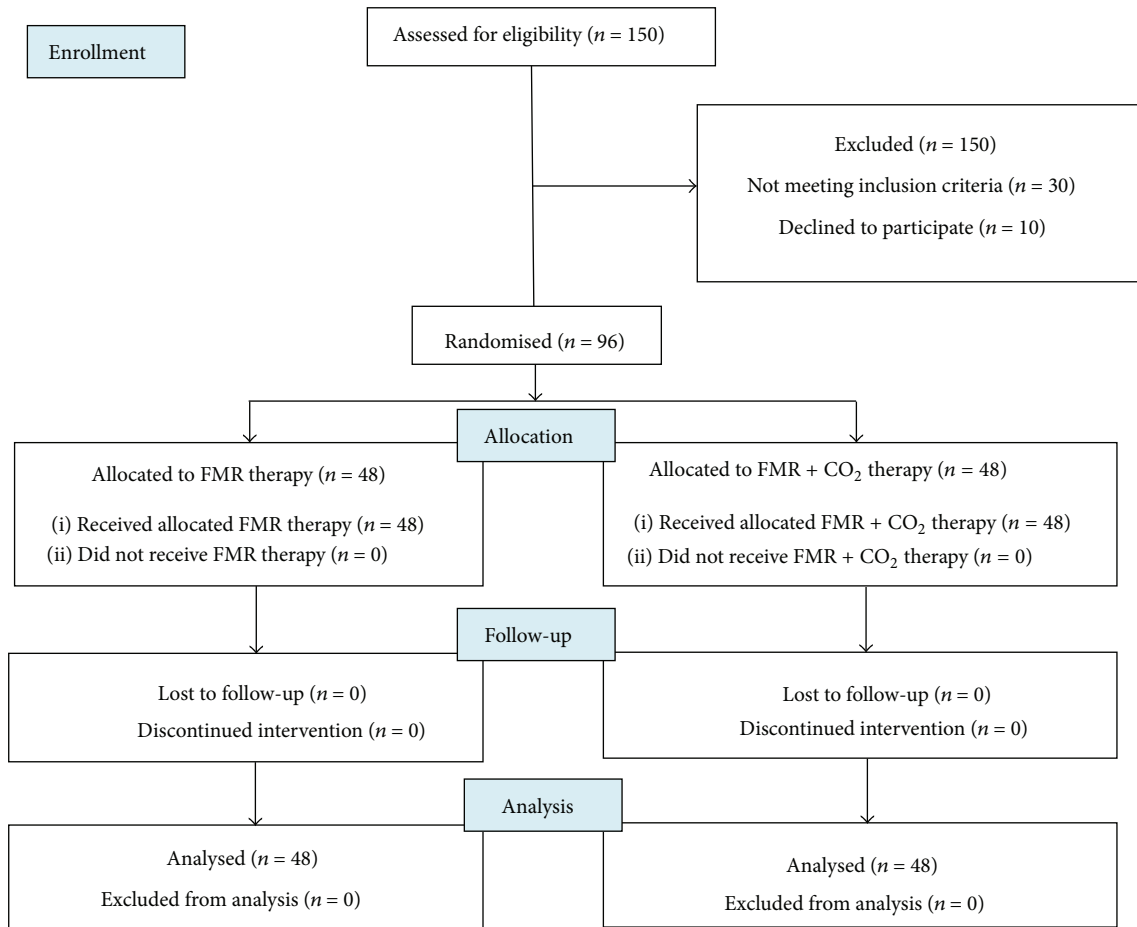 Enrollment
Assessed for eligibility (n = 150)
Excluded (n = 150)
Not meeting inclusion criteria (n = 30)
Declined to participate (n = 10)
Randomised (n = 96)
Allocation
Allocated to FMR therapy (n = 48)
(i) Received allocated FMR therapy (n = 48)
(ii) Did not receive FMR therapy (n = 0)
Allocated to FMR + CO₂ therapy (n = 48)
(i) Received allocated FMR + CO₂ therapy (n = 48)
(ii) Did not receive FMR + CO₂ therapy (n = 0)
Follow-up
Lost to follow-up (n = 0)
Discontinued intervention (n = 0)
Lost to follow-up (n = 0)
Discontinued intervention (n = 0)
Analysis
Analysed (n = 48)
Excluded from analysis (n = 0)
Analysed (n = 48)
Excluded from analysis (n = 0)